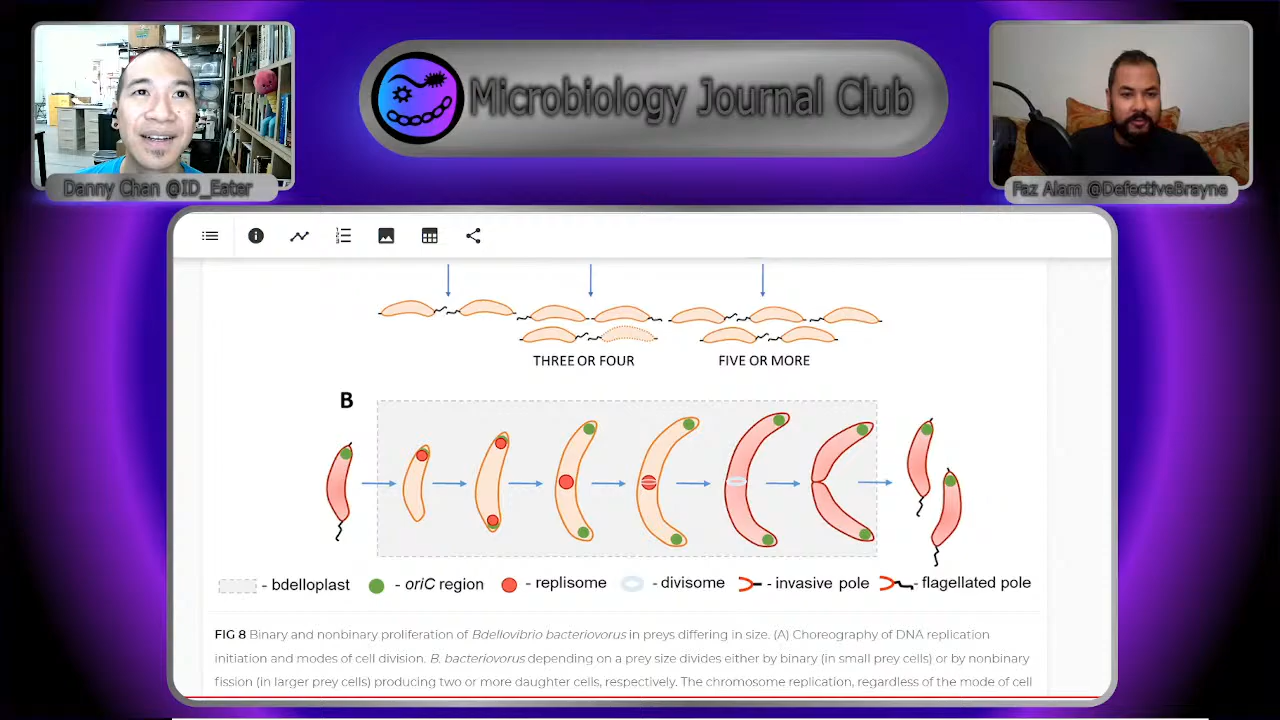 Microbiology Journal Club
Danny Chan @ID_Eater
Faz Alam @DefectiveBrayne
THREE OR FOUR
FIVE OR MORE
B
- bdelloplast
- oriC region
- replisome
- divisome
- invasive pole
- flagellated pole
FIG 8 Binary and nonbinary proliferation of Bdellovibrio bacteriovorus in preys differing in size. (A) Choreography of DNA replication
initiation and modes of cell division. B. bacteriovorus depending on a prey size divides either by binary (in small prey cells) or by nonbinary
fission (in larger prey cells) producing two or more daughter cells, respectively. The chromosome replication, regardless of the mode of cell